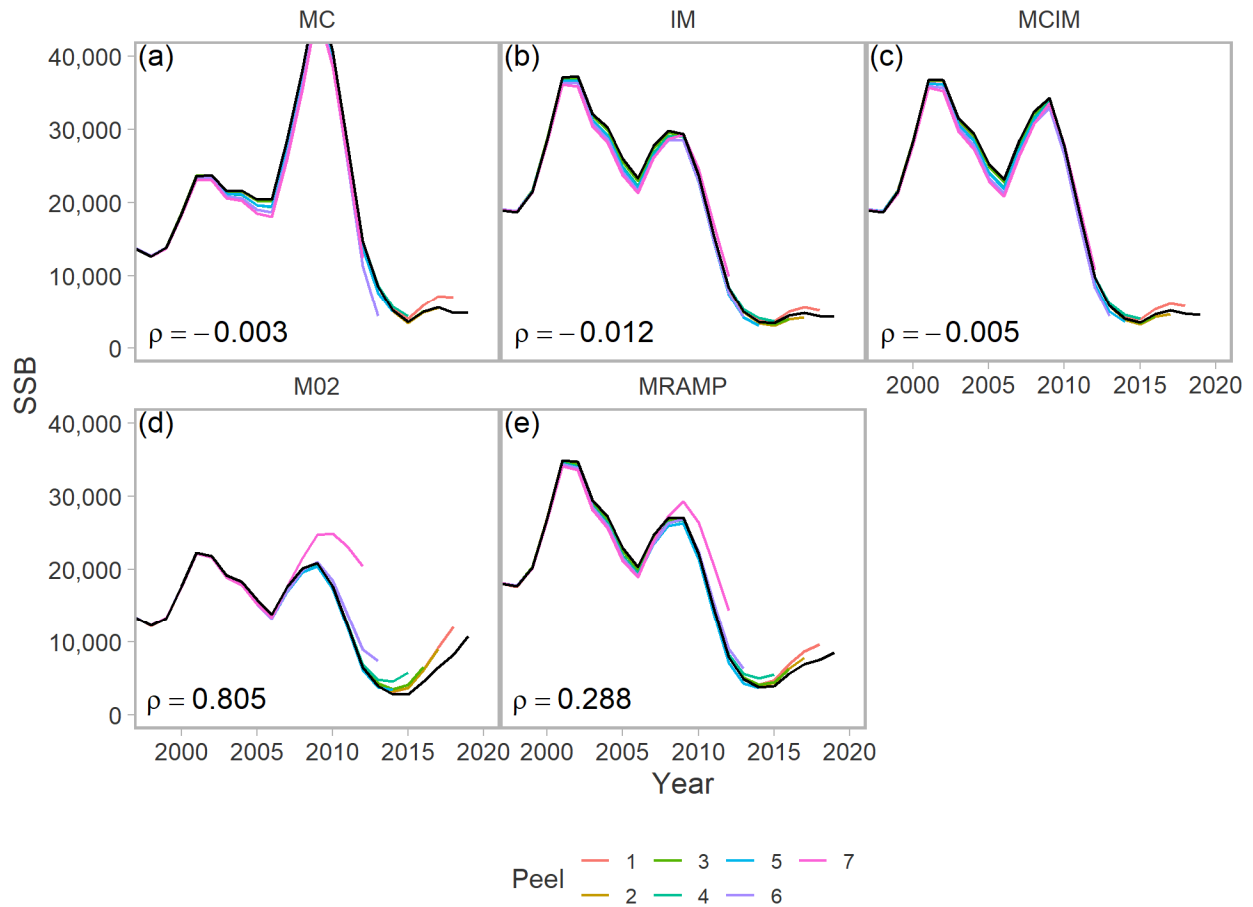 MC IM MCIM
(a) (b) (c)
40,000
30,000
20,000
10,000
0
ρ = −0.003 ρ = −0.012 ρ = −0.005
2000 2005 2010 2015 2020
SSB
M02 MRAMP
(d) (e)
40,000
30,000
20,000
10,000
0
ρ = 0.805 ρ = 0.288
2000 2005 2010 2015 2020 2000 2005 2010 2015 2020
Year
Peel
1 3 5 7
2 4 6